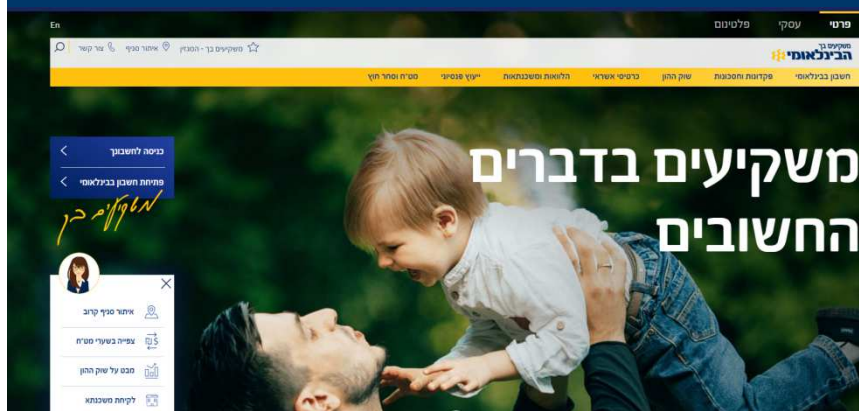 פרטי עסקי פלטינום En
משקיעים בך
הבינלאומי
משקיעים בך - המגזין איתור סניף צור קשר
חשבון בבינלאומי פקדונות וחסכונות שוק ההון כרטיסי אשראי הלוואות ומשכנתאות ייעוץ פנסיוני מט״ח וסחר חוץ
משקיעים בדברים
החשובים
כניסה לחשבונך
פתיחת חשבון בבינלאומי
משקיעים בך
איתור סניף קרוב
צפייה בשערי מט״ח
מבט על שוק ההון
לקיחת משכנתא